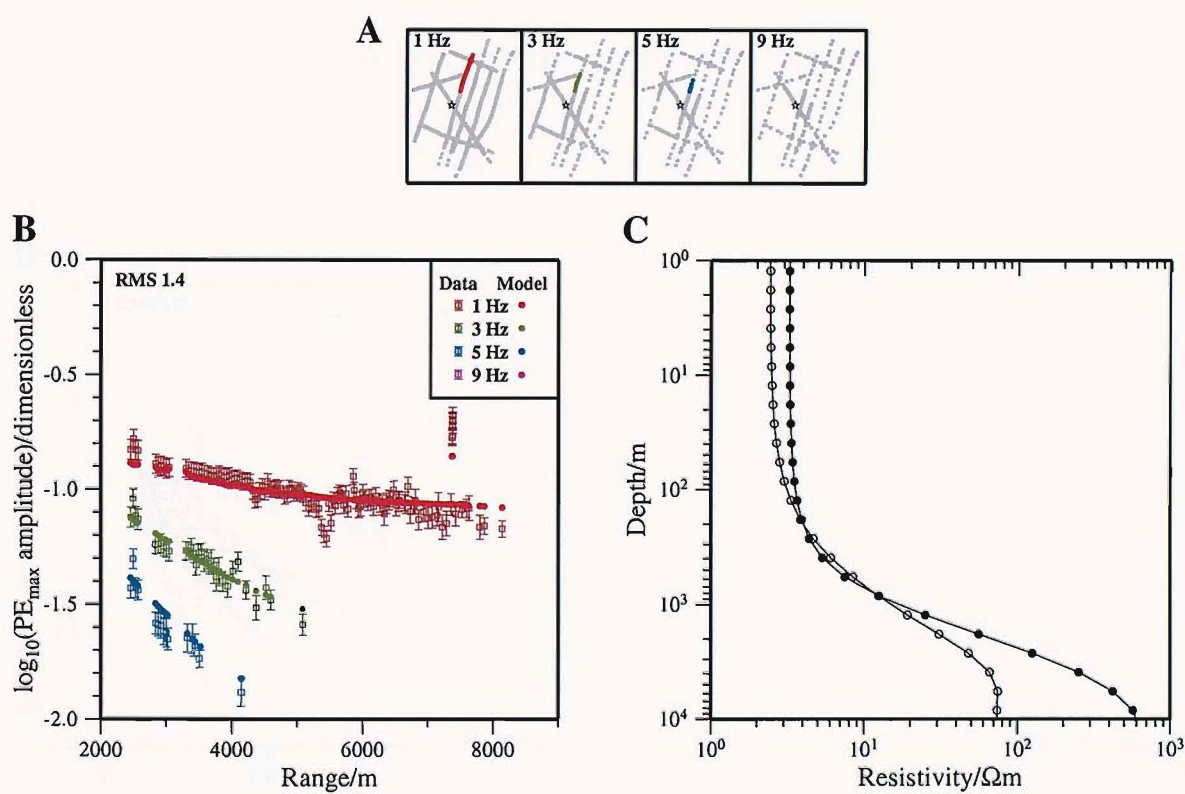 A
1 Hz 3 Hz 5 Hz 9 Hz
B
RMS 1.4
Data Model
1 Hz
3 Hz
5 Hz
9 Hz
0.0
-0.5
-1.0
-1.5
-2.0
log10(PEmax amplitude)/dimensionless
2000 4000 6000 8000
Range/m
C
10^0
10^1
10^2
10^3
10^4
Depth/m
10^0 10^1 10^2 10^3
Resistivity/Ωm